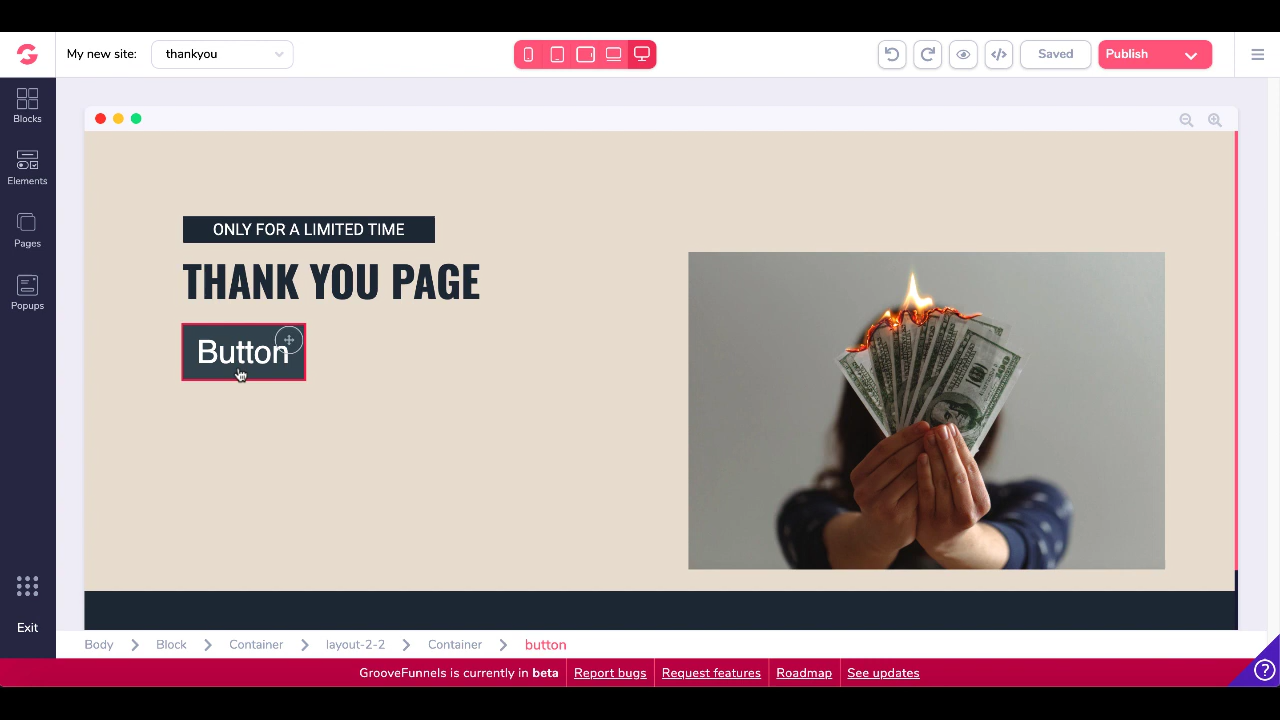 My new site:
thankyou
Saved
Publish
Blocks
Elements
Pages
Popups
Exit
ONLY FOR A LIMITED TIME
THANK YOU PAGE
Button
100
Body
Block
Container
layout-2-2
Container
button
GrooveFunnels is currently in beta
Report bugs
Request features
Roadmap
See updates
?